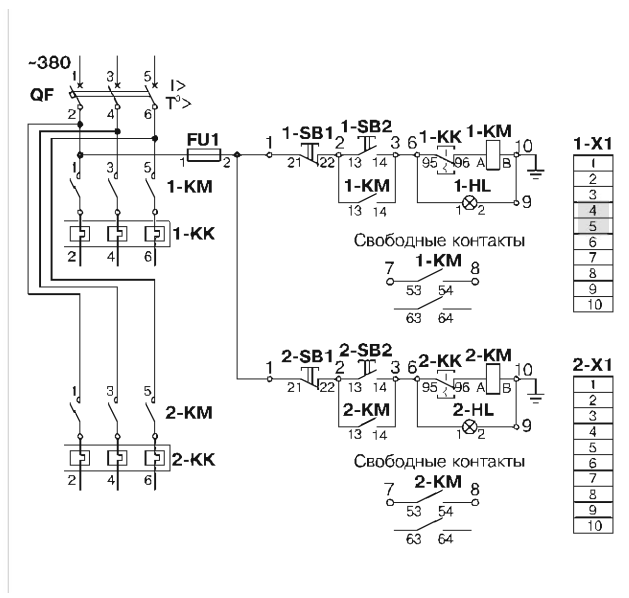 ~380
1 3 5
QF
I>
T°>
2 4 6
FU1
1 2
1 1-SB1 2 1-SB2 3 6 1-KK 1-KM 10
21 22 13 14 95 96 A B
1-KM
13 14
1-HL
1 2
9
1 3 5
1-KM
1-KK
2 4 6
Свободные контакты
7 1-KM 8
53 54
63 64
1-X1
1
2
3
4
5
6
7
8
9
10
1 2-SB1 2 2-SB2 3 6 2-KK 2-KM 10
21 22 13 14 95 96 A B
2-KM
13 14
2-HL
1 2
9
1 3 5
2-KM
2-KK
2 4 6
Свободные контакты
7 2-KM 8
53 54
63 64
2-X1
1
2
3
4
5
6
7
8
9
10